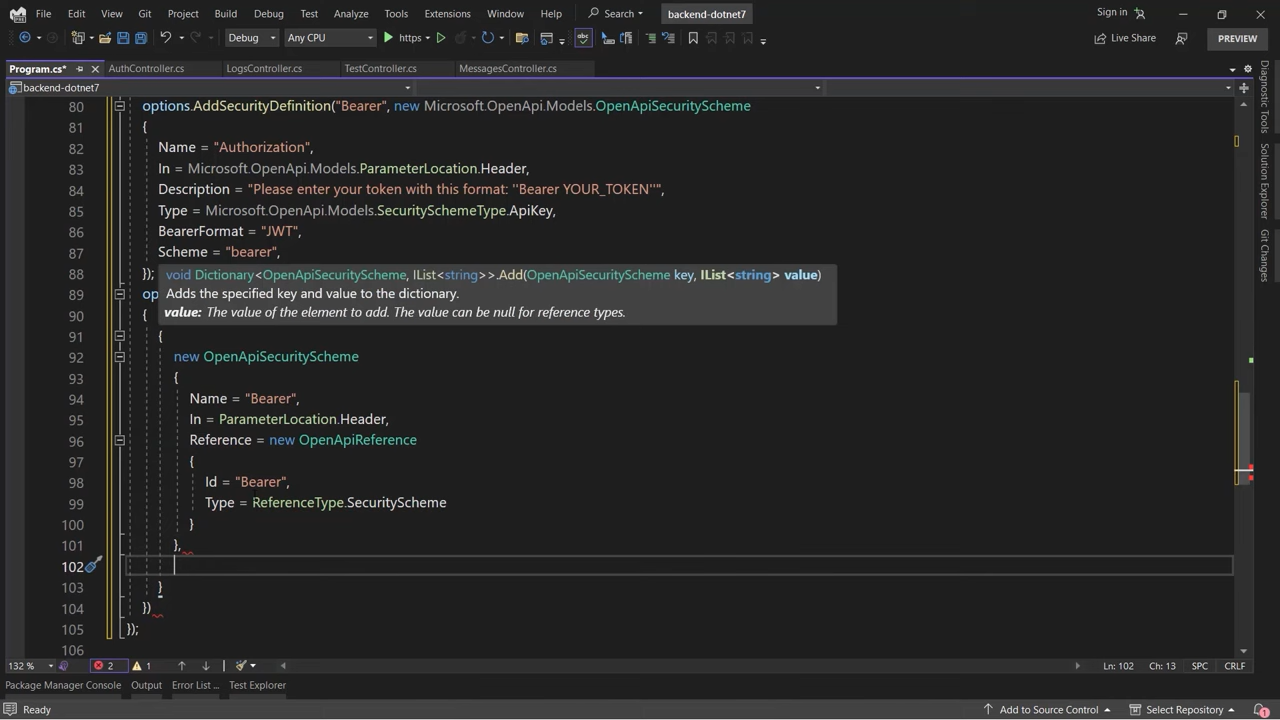 File Edit View Git Project Build Debug Test Analyze Tools Extensions Window Help Search backend-dotnet7 Sign in
Debug Any CPU https abc Live Share PREVIEW
Program.cs* AuthController.cs LogsController.cs TestController.cs MessagesController.cs
backend-dotnet7
80 options.AddSecurityDefinition("Bearer", new Microsoft.OpenApi.Models.OpenApiSecurityScheme
81 {
82 Name = "Authorization",
83 In = Microsoft.OpenApi.Models.ParameterLocation.Header,
84 Description = "Please enter your token with this format: ''Bearer YOUR_TOKEN''",
85 Type = Microsoft.OpenApi.Models.SecuritySchemeType.ApiKey,
86 BearerFormat = "JWT",
87 Scheme = "bearer",
88 });
void Dictionary<OpenApiSecurityScheme, IList<string>>.Add(OpenApiSecurityScheme key, IList<string> value)
Adds the specified key and value to the dictionary.
value: The value of the element to add. The value can be null for reference types.
89 op
90 {
91 {
92 new OpenApiSecurityScheme
93 {
94 Name = "Bearer",
95 In = ParameterLocation.Header,
96 Reference = new OpenApiReference
97 {
98 Id = "Bearer",
99 Type = ReferenceType.SecurityScheme
100 }
101 },
102
103 }
104 })
105 });
106
132 % 2 1 Ln: 102 Ch: 13 SPC CRLF
Package Manager Console Output Error List ... Test Explorer
Ready Add to Source Control Select Repository 1
Diagnostic Tools
Solution Explorer
Git Changes